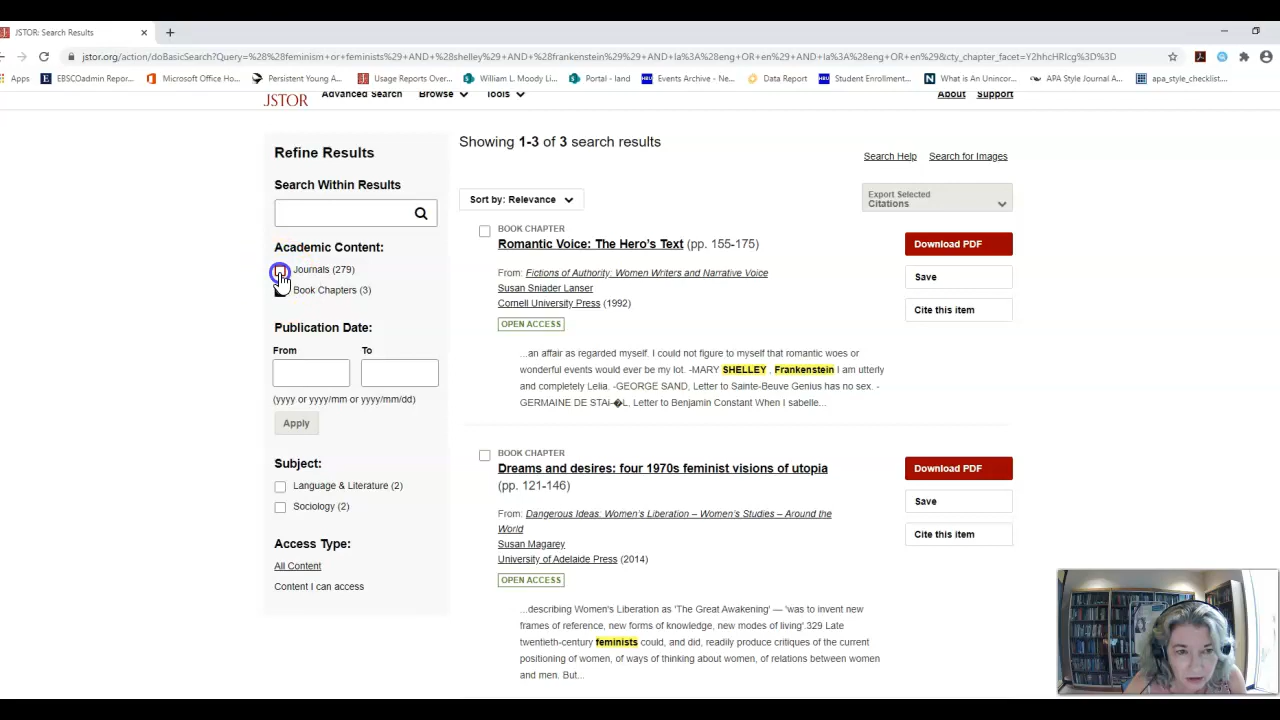 JSTOR: Search Results
jstor.org/action/doBasicSearch?Query=%28%28feminism+or+feminists%29+AND+shelley+AND+frankenstein%29+AND+la%3A%28eng+OR+en%29+AND+la%3A%28eng+OR+en%29&cty_chapter_facet=Y2hhcHRlcg%3D%3D
Apps EBSCOadmin Repor... Microsoft Office Ho... Persistent Young A... Usage Reports Over... William L. Moody Li... Portal - land Events Archive - Ne... Data Report Student Enrollment... What is An Unincor... APA Style Journal A... apa_style_checklist....
JSTOR Advanced Search Browse Tools About Support
Showing 1-3 of 3 search results
Search Help Search for Images
Refine Results
Search Within Results
Academic Content:
Journals (279)
Book Chapters (3)
Publication Date:
From To
(yyyy or yyyy/mm or yyyy/mm/dd)
Apply
Subject:
Language & Literature (2)
Sociology (2)
Access Type:
All Content
Content I can access
Sort by: Relevance
Export Selected
Citations
BOOK CHAPTER
Romantic Voice: The Hero's Text (pp. 155-175)
From: Fictions of Authority: Women Writers and Narrative Voice
Susan Sniader Lanser
Cornell University Press (1992)
OPEN ACCESS
...an affair as regarded myself. I could not figure to myself that romantic woes or
wonderful events would ever be my lot. -MARY SHELLEY , Frankenstein I am utterly
and completely Lelia. -GEORGE SAND, Letter to Sainte-Beuve Genius has no sex. -
GERMAINE DE STAi-�L, Letter to Benjamin Constant When I sabelle...
Download PDF
Save
Cite this item
BOOK CHAPTER
Dreams and desires: four 1970s feminist visions of utopia
(pp. 121-146)
From: Dangerous Ideas: Women's Liberation – Women's Studies – Around the
World
Susan Magarey
University of Adelaide Press (2014)
OPEN ACCESS
...describing Women's Liberation as 'The Great Awakening' — 'was to invent new
frames of reference, new forms of knowledge, new modes of living'.329 Late
twentieth-century feminists could, and did, readily produce critiques of the current
positioning of women, of ways of thinking about women, of relations between women
and men. But...
Download PDF
Save
Cite this item